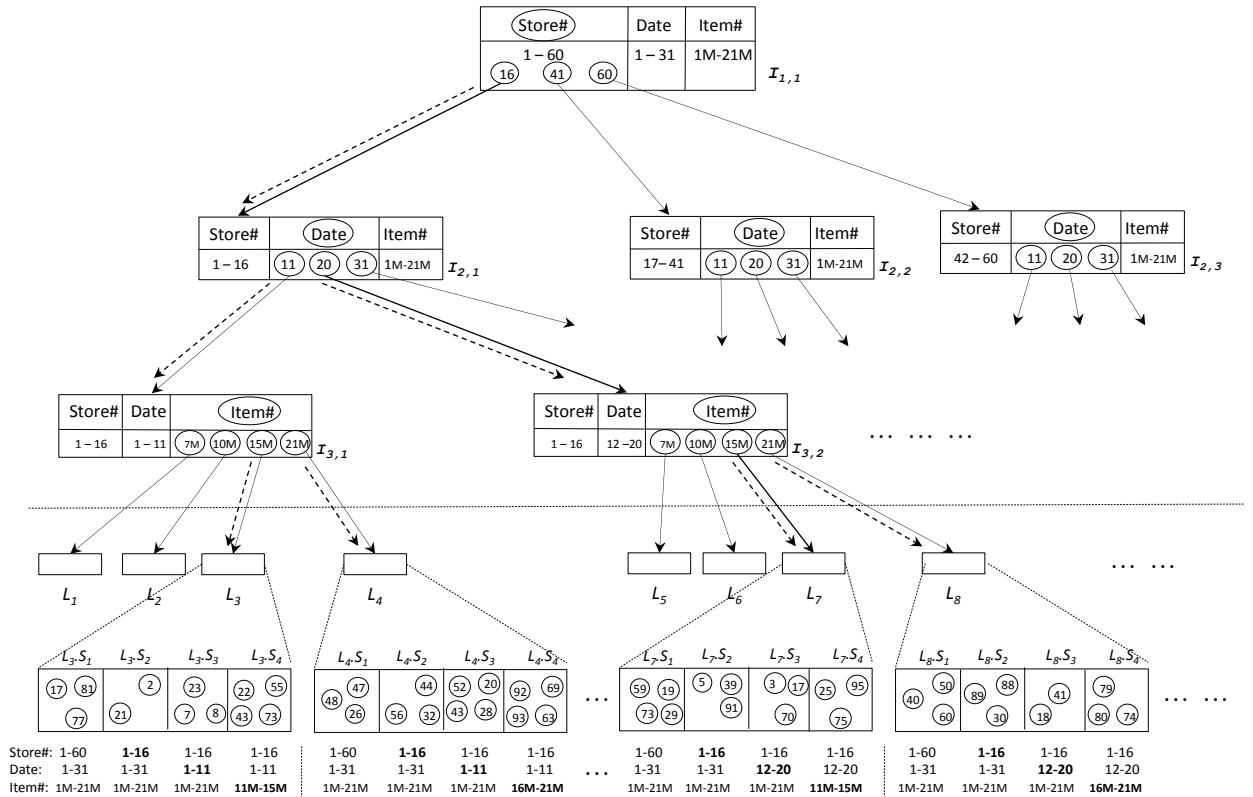 Store# Date Item#
1 – 60 1 – 31 1M-21M
16 41 60
I1,1
Store# Date Item#
1 – 16 11 20 31 1M-21M
I2,1
Store# Date Item#
17– 41 11 20 31 1M-21M
I2,2
Store# Date Item#
42 – 60 11 20 31 1M-21M
I2,3
Store# Date Item#
1 – 16 1 – 11 7M 10M 15M 21M
I3,1
Store# Date Item#
1 – 16 12 –20 7M 10M 15M 21M
I3,2
... ... ...
L1 L2 L3 L4 L5 L6 L7 L8 ... ...
L3.S1 L3.S2 L3.S3 L3.S4 L4.S1 L4.S2 L4.S3 L4.S4 L7.S1 L7.S2 L7.S3 L7.S4 L8.S1 L8.S2 L8.S3 L8.S4
17 81 77
2 21
23 7 8
22 55 43 73
47 48 26
44 56 32
52 20 43 28
92 69 93 63
...
59 19 73 29
5 39 91
3 17 70
25 95 75
50 40 60
88 89 30
41 18
79 80 74
... ...
Store#: 1-60 1-16 1-16 1-16 1-60 1-16 1-16 1-16 1-60 1-16 1-16 1-16 1-60 1-16 1-16 1-16
Date: 1-31 1-31 1-11 1-11 1-31 1-31 1-11 1-11 ... 1-31 1-31 12-20 12-20 1-31 1-31 12-20 12-20
Item#: 1M-21M 1M-21M 1M-21M 11M-15M 1M-21M 1M-21M 1M-21M 16M-21M 1M-21M 1M-21M 1M-21M 11M-15M 1M-21M 1M-21M 1M-21M 16M-21M